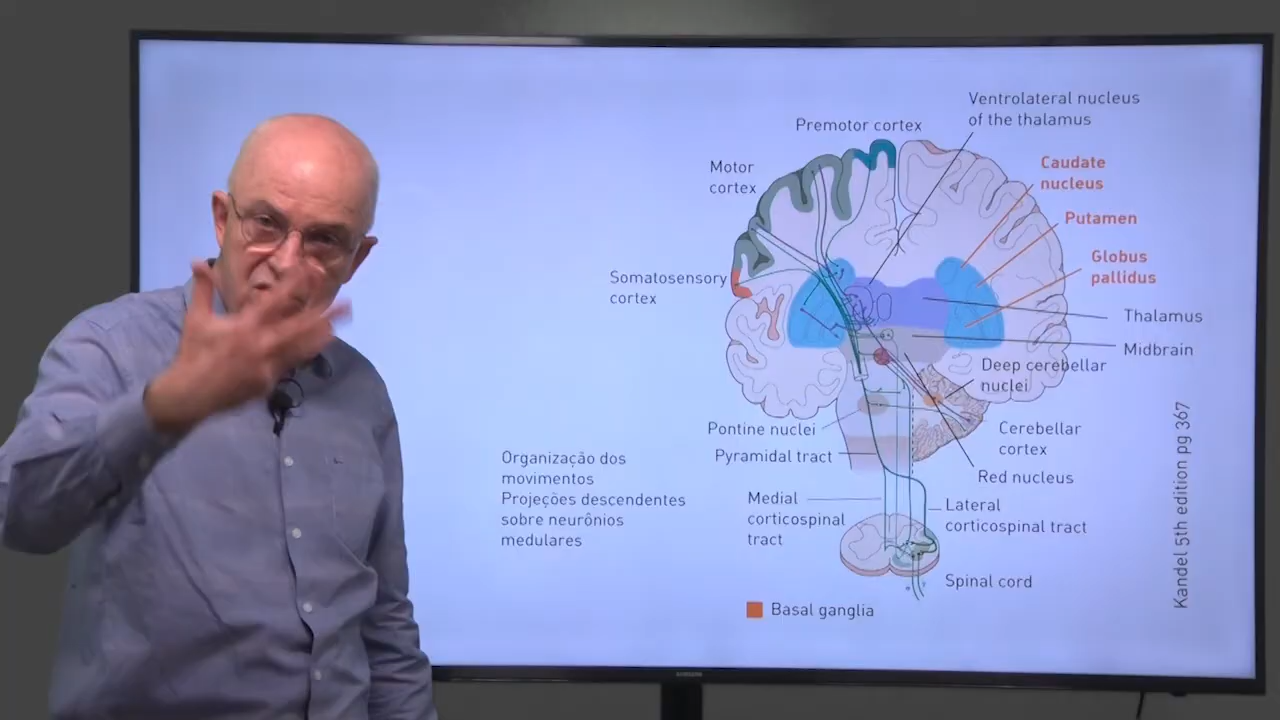 Ventrolateral nucleus
of the thalamus
Premotor cortex
Motor
cortex
Caudate
nucleus
Putamen
Globus
pallidus
Somatosensory
cortex
Thalamus
Midbrain
Deep cerebellar
nuclei
Pontine nuclei
Cerebellar
cortex
Pyramidal tract
Red nucleus
Organização dos
movimentos
Projeções descendentes
sobre neurônios
medulares
Medial
corticospinal
tract
Lateral
corticospinal tract
Spinal cord
Basal ganglia
Kandel 5th edition pg 367
SAMSUNG